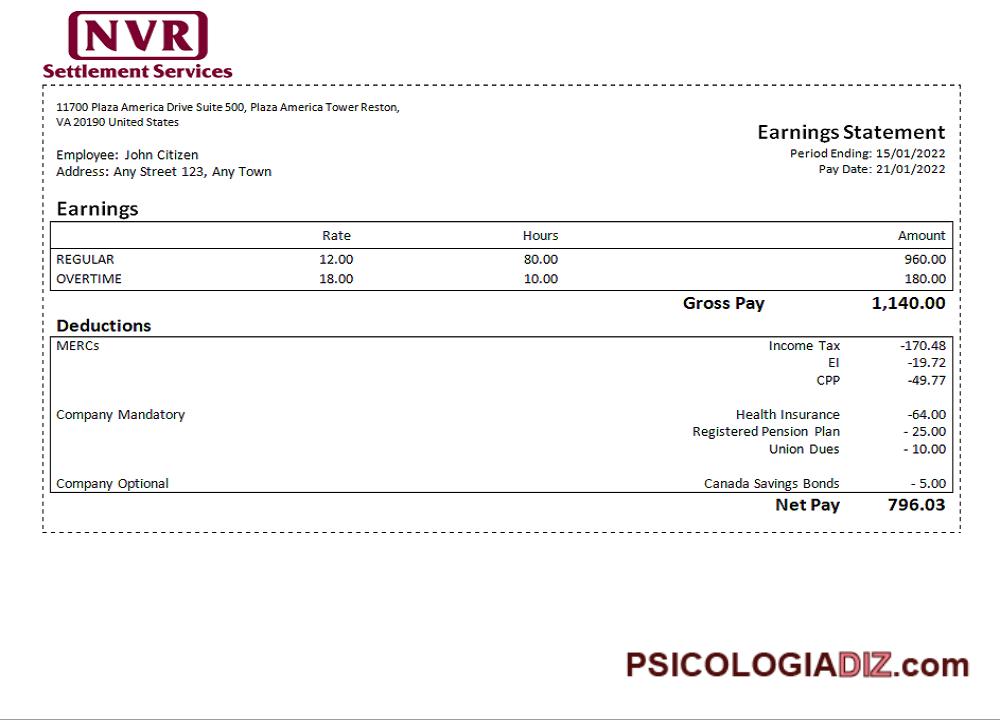 NVR
Settlement Services
11700 Plaza America Drive Suite 500, Plaza America Tower Reston,
VA 20190 United States
Earnings Statement
Employee: John Citizen
Period Ending: 15/01/2022
Address: Any Street 123, Any Town
Pay Date: 21/01/2022
Earnings
Rate Hours Amount
REGULAR 12.00 80.00 960.00
OVERTIME 18.00 10.00 180.00
Gross Pay 1,140.00
Deductions
MERCs Income Tax -170.48
EI -19.72
CPP -49.77
Company Mandatory Health Insurance -64.00
Registered Pension Plan - 25.00
Union Dues - 10.00
Company Optional Canada Savings Bonds - 5.00
Net Pay 796.03
PSICOLOGIADIZ.com